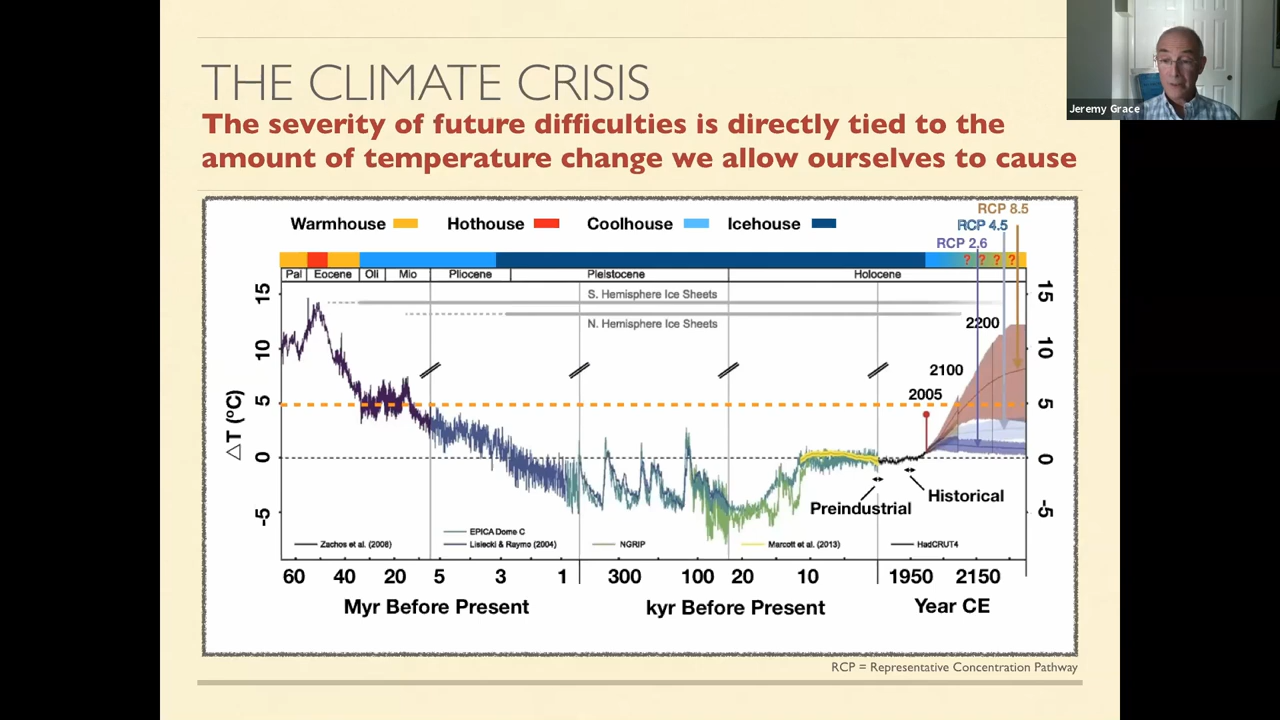 THE CLIMATE CRISIS
The severity of future difficulties is directly tied to the
amount of temperature change we allow ourselves to cause
Jeremy Grace
Warmhouse Hothouse Coolhouse Icehouse
RCP 8.5
RCP 4.5
RCP 2.6
? ? ? ?
Pal Eocene Oli Mio Pliocene Pleistocene Holocene
S. Hemisphere Ice Sheets
N. Hemisphere Ice Sheets
15 10 5 0 -5
△T (°C)
15 10 5 0 -5
2200
2100
2005
Historical
Preindustrial
EPICA Dome C
Zachos et al. (2008) Lisiecki & Raymo (2004) NGRIP Marcott et al. (2013) HadCRUT4
60 40 20 5 3 1 300 100 20 10 1950 2150
Myr Before Present kyr Before Present Year CE
RCP = Representative Concentration Pathway